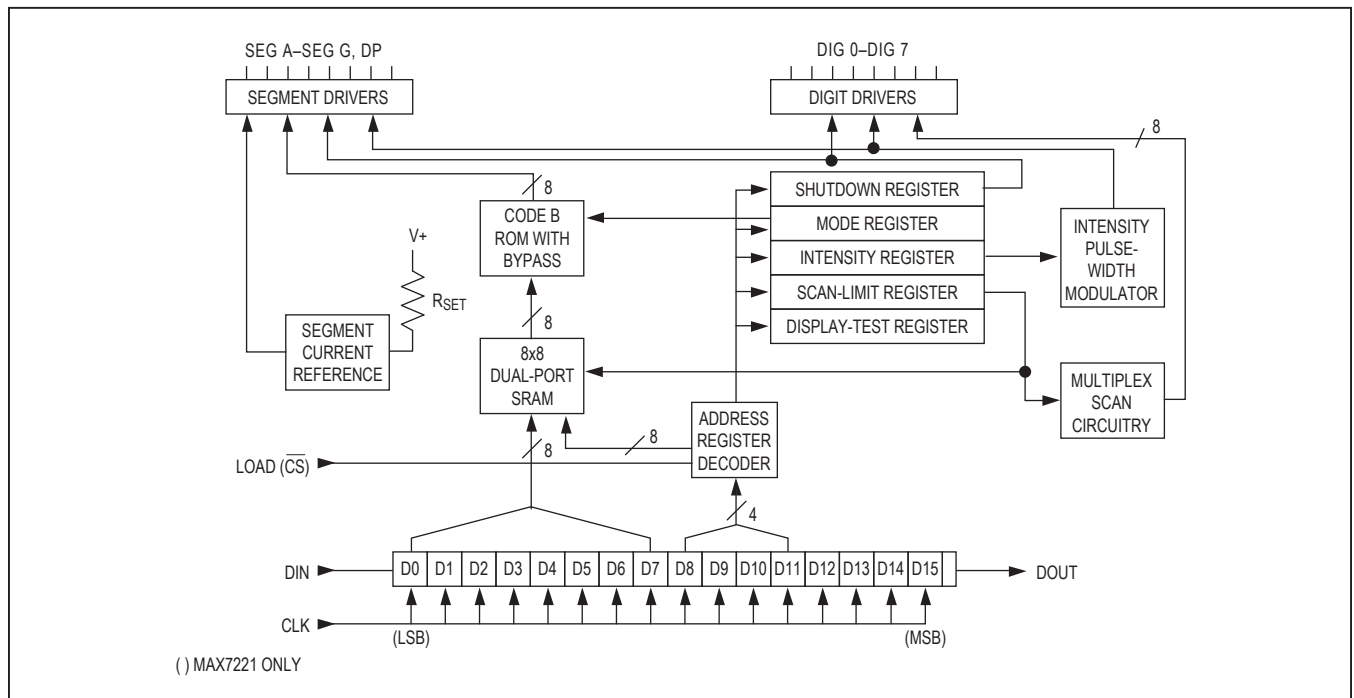 SEG A–SEG G, DP
DIG 0–DIG 7
SEGMENT DRIVERS
DIGIT DRIVERS
8
8
CODE B
ROM WITH
BYPASS
SHUTDOWN REGISTER
MODE REGISTER
INTENSITY REGISTER
SCAN-LIMIT REGISTER
DISPLAY-TEST REGISTER
INTENSITY
PULSE-
WIDTH
MODULATOR
V+
RSET
SEGMENT
CURRENT
REFERENCE
8
8x8
DUAL-PORT
SRAM
MULTIPLEX
SCAN
CIRCUITRY
ADDRESS
REGISTER
DECODER
8
8
LOAD (C̅S̅)
4
DIN
D0 D1 D2 D3 D4 D5 D6 D7 D8 D9 D10 D11 D12 D13 D14 D15
DOUT
CLK
(LSB)
(MSB)
( ) MAX7221 ONLY